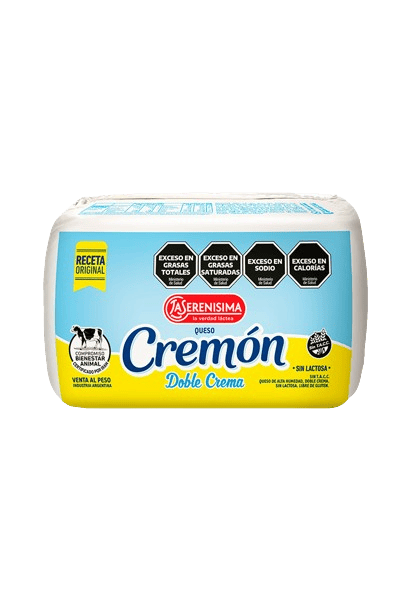 RECETA
ORIGINAL
EXCESO EN
GRASAS
TOTALES
Ministerio
de Salud
EXCESO EN
GRASAS
SATURADAS
Ministerio
de Salud
EXCESO EN
SODIO
Ministerio
de Salud
EXCESO EN
CALORÍAS
Ministerio
de Salud
LA SERENISIMA
la verdad láctea
QUESO
Cremón
Doble Crema
COMPROMISO
BIENESTAR
ANIMAL
VENTA AL PESO
INDUSTRIA ARGENTINA
Sin T.A.C.C.
• SIN LACTOSA •
SIN T.A.C.C.
QUESO DE ALTA HUMEDAD, DOBLE CREMA,
SIN LACTOSA, LIBRE DE GLUTEN.